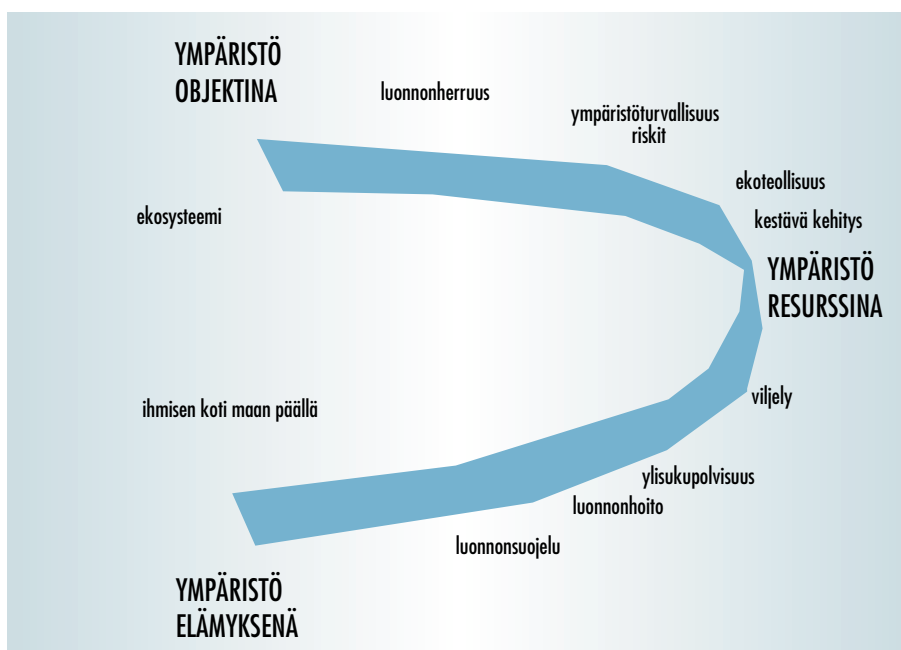 YMPÄRISTÖ
OBJEKTINA
luonnonherruus
ympäristöturvallisuus
riskit
ekoteollisuus
ekosysteemi
kestävä kehitys
YMPÄRISTÖ
RESURSSINA
viljely
ihmisen koti maan päällä
ylisukupolvisuus
luonnonhoito
luonnonsuojelu
YMPÄRISTÖ
ELÄMYKSENÄ